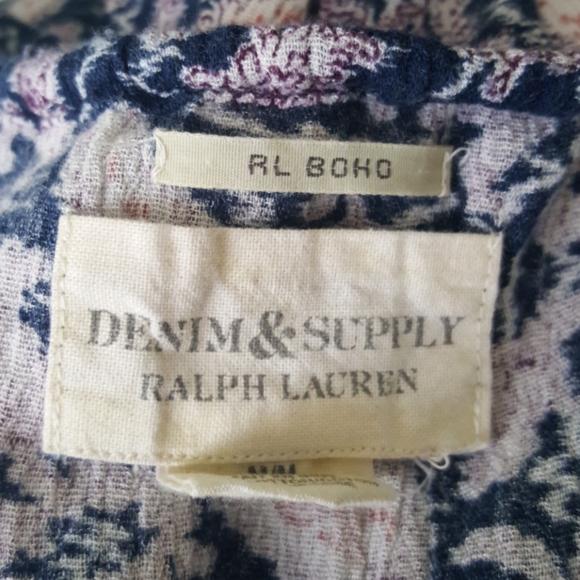 RL BOHO
DENIM & SUPPLY
RALPH LAUREN